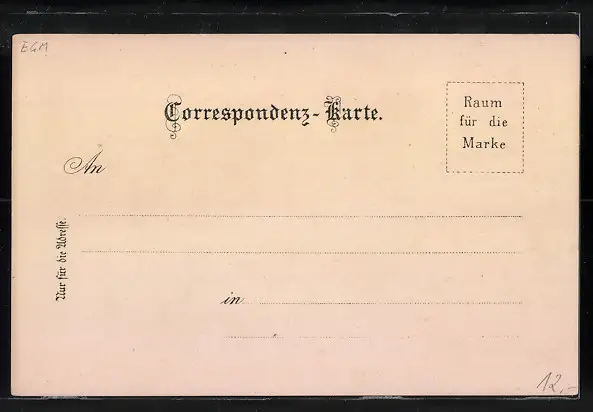 EGM
Correspondenz-Karte.
Raum
für die
Marke
An
Nur für die Adresse.
in
12,-